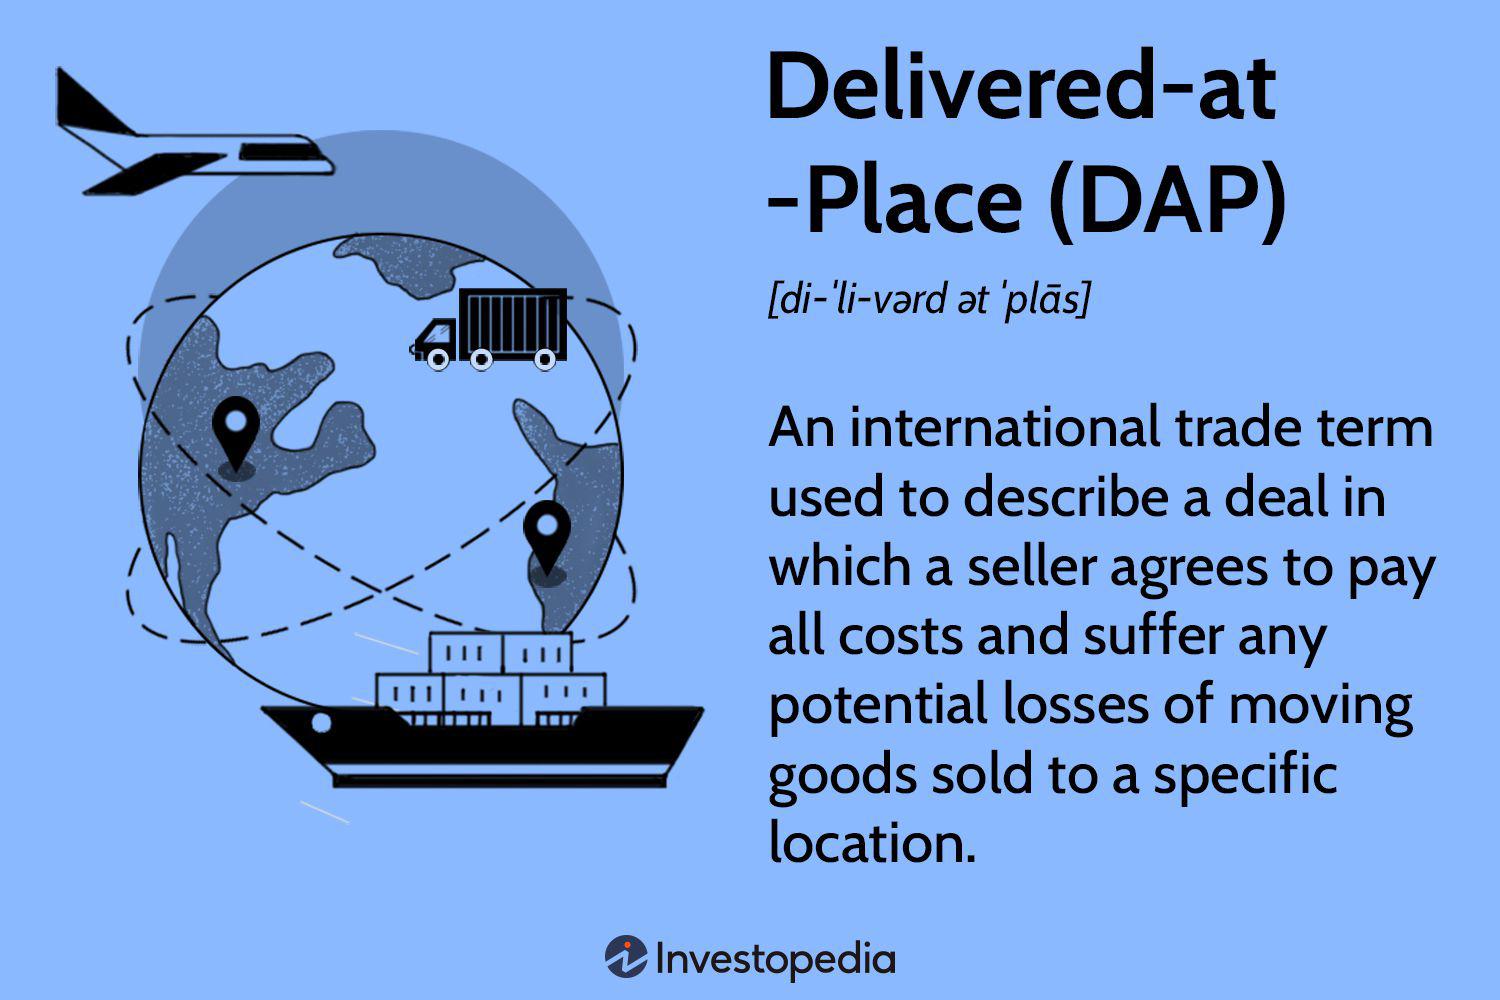 Delivered-at
-Place (DAP)
[di-ˈli-vərd ət ˈplās]
An international trade term
used to describe a deal in
which a seller agrees to pay
all costs and suffer any
potential losses of moving
goods sold to a specific
location.
Investopedia